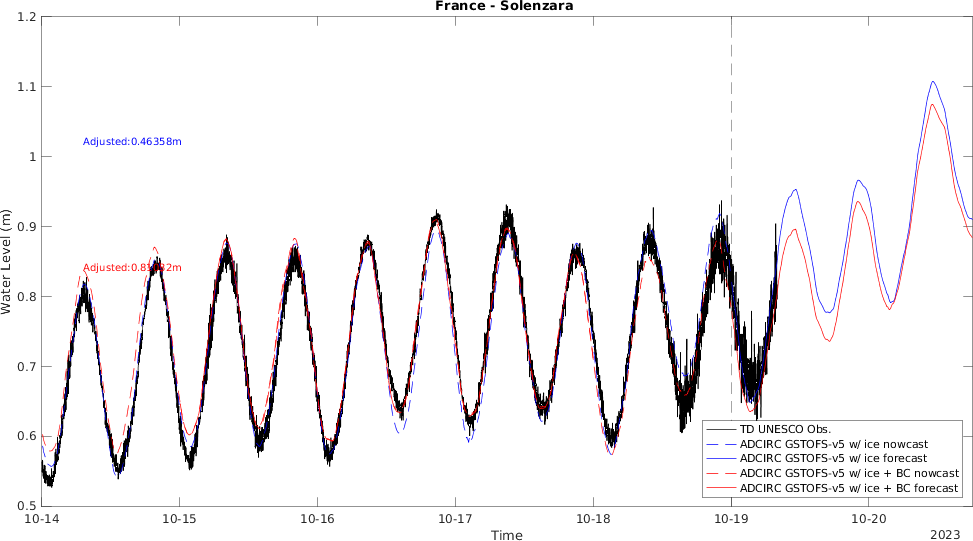 France - Solenzara
Water Level (m)
1.2
1.1
1
0.9
0.8
0.7
0.6
0.5
Adjusted:0.46358m
TD UNESCO Obs.
ADCIRC GSTOFS-v5 w/ ice nowcast
ADCIRC GSTOFS-v5 w/ ice forecast
ADCIRC GSTOFS-v5 w/ ice + BC nowcast
ADCIRC GSTOFS-v5 w/ ice + BC forecast
10-14 10-15 10-16 10-17 10-18 10-19 10-20
Time
2023